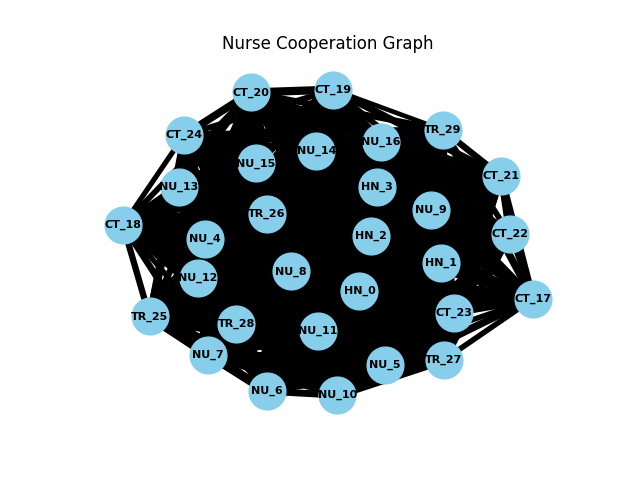 Nurse Cooperation Graph
CT_20
CT_19
TR_29
CT_24
NU_16
NU_14
NU_15
CT_21
NU_13
HN_3
NU_9
TR_26
CT_18
CT_22
HN_2
NU_4
HN_1
NU_8
NU_12
HN_0
CT_17
CT_23
TR_25
TR_28
NU_11
NU_7
TR_27
NU_5
NU_6
NU_10